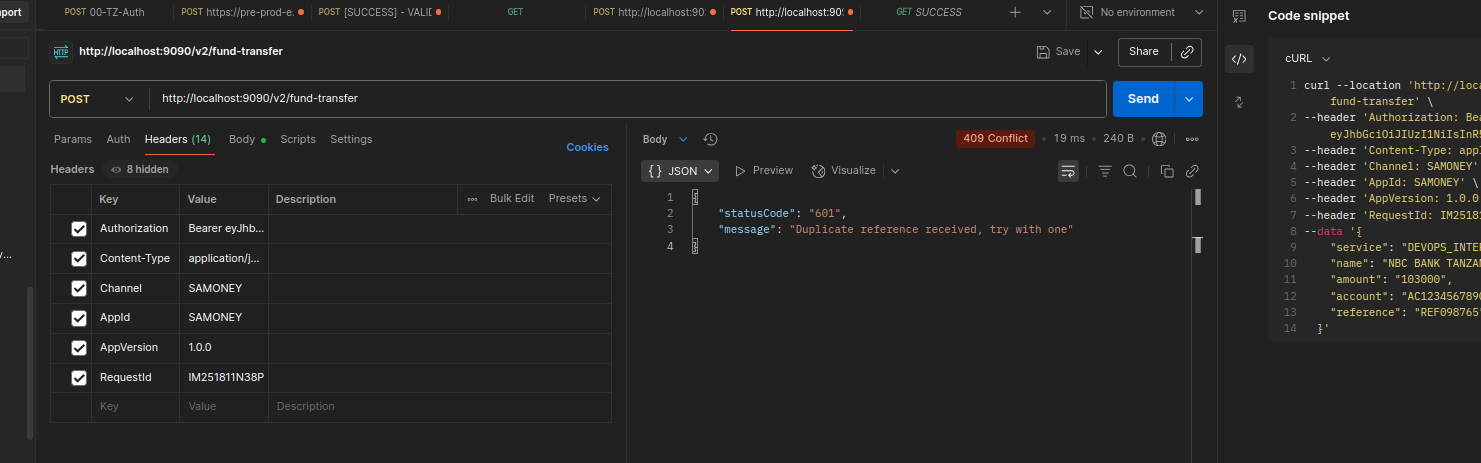 port
POST 00-TZ-Auth
POST https://pre-prod-e.
POST [SUCCESS] - VALID
GET
POST http://localhost:90
POST http://localhost:90
GET SUCCESS
No environment
Code snippet
HTTP http://localhost:9090/v2/fund-transfer
Save
Share
cURL
POST
http://localhost:9090/v2/fund-transfer
Send
Params Auth Headers (14) Body Scripts Settings
Cookies
Headers 8 hidden
Key Value Description ... Bulk Edit Presets
Authorization Bearer eyJhb...
Content-Type application/j...
Channel SAMONEY
AppId SAMONEY
AppVersion 1.0.0
RequestId IM251811N38P
Key Value Description
y...
Body
409 Conflict • 19 ms • 240 B
{} JSON Preview Visualize
1 {
2 "statusCode": "601",
3 "message": "Duplicate reference received, try with one"
4 }
1 curl --location 'http://loca
fund-transfer' \
2 --header 'Authorization: Bea
3 --header 'Content-Type: appl
4 --header 'Channel: SAMONEY'
5 --header 'AppId: SAMONEY' \
6 --header 'AppVersion: 1.0.0
7 --header 'RequestId: IM2518
8 --data '{
9 "service": "DEVOPS_INTE
10 "name": "NBC BANK TANZAN
11 "amount": "103000",
12 "account": "AC1234567890
13 "reference": "REF098765
14 }'